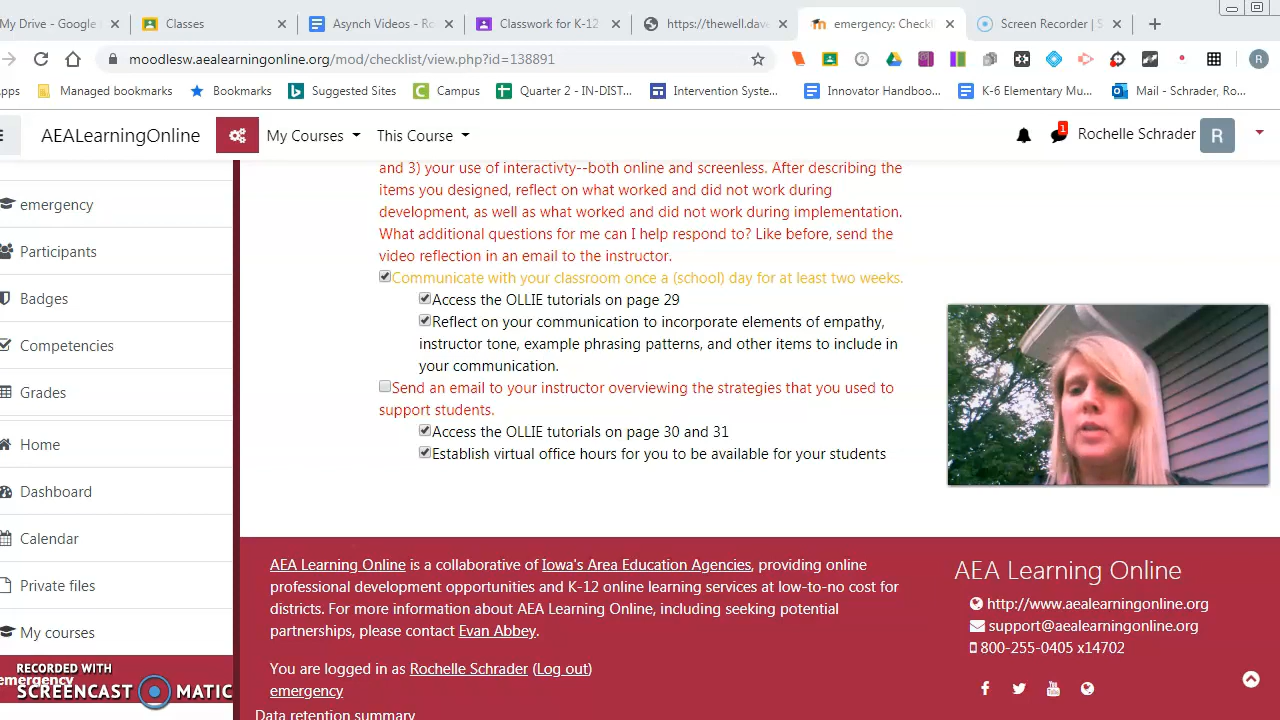 My Drive - Google
Classes
Asynch Videos - Ro
Classwork for K-12
https://thewell.dave
emergency: Checkli
Screen Recorder | S
moodlesw.aealearningonline.org/mod/checklist/view.php?id=138891
R
pps
Managed bookmarks
Bookmarks
Suggested Sites
Campus
Quarter 2 - IN-DIST...
Intervention Syste...
Innovator Handboo...
K-6 Elementary Mu...
Mail - Schrader, Ro...
AEALearningOnline
My Courses
This Course
1
Rochelle Schrader
R
emergency
Participants
Badges
Competencies
Grades
Home
Dashboard
Calendar
Private files
My courses
emergency
and 3) your use of interactivty--both online and screenless. After describing the
items you designed, reflect on what worked and did not work during
development, as well as what worked and did not work during implementation.
What additional questions for me can I help respond to? Like before, send the
video reflection in an email to the instructor.
Communicate with your classroom once a (school) day for at least two weeks.
Access the OLLIE tutorials on page 29
Reflect on your communication to incorporate elements of empathy,
instructor tone, example phrasing patterns, and other items to include in
your communication.
Send an email to your instructor overviewing the strategies that you used to
support students.
Access the OLLIE tutorials on page 30 and 31
Establish virtual office hours for you to be available for your students
AEA Learning Online is a collaborative of Iowa's Area Education Agencies, providing online
professional development opportunities and K-12 online learning services at low-to-no cost for
districts. For more information about AEA Learning Online, including seeking potential
partnerships, please contact Evan Abbey.
You are logged in as Rochelle Schrader (Log out)
emergency
Data retention summary
AEA Learning Online
http://www.aealearningonline.org
support@aealearningonline.org
800-255-0405 x14702
RECORDED WITH
SCREENCAST MATIC